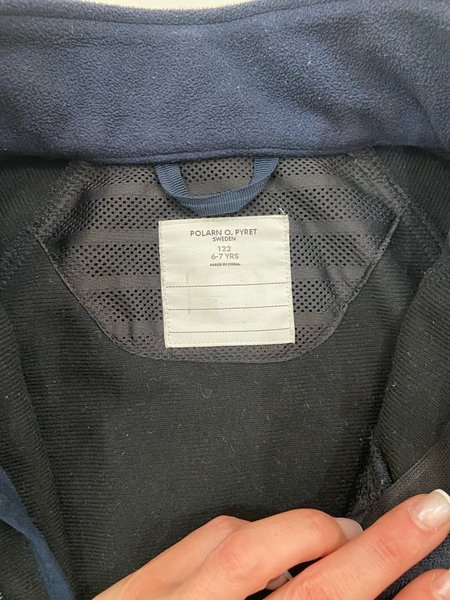 POLARN O. PYRET
SWEDEN
122
6-7 YRS
MADE IN CHINA